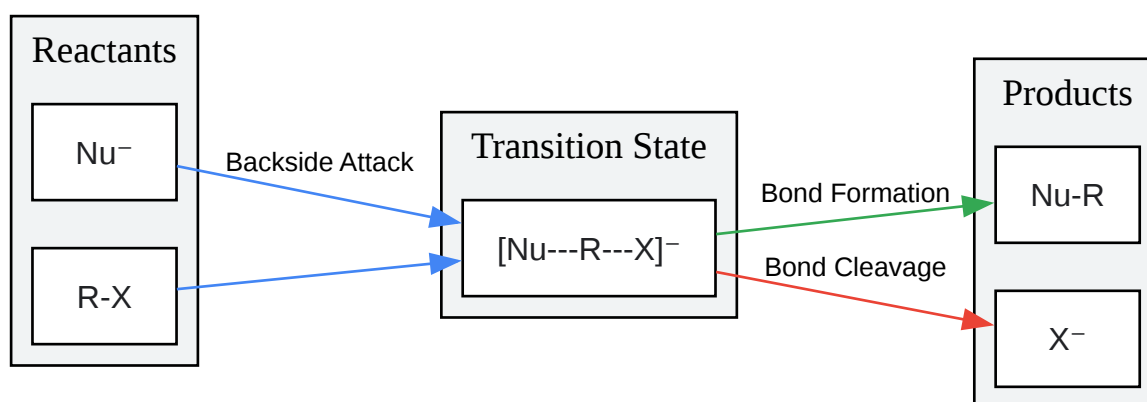 Reactants
Nu⁻
R-X
Backside Attack
Transition State
[Nu---R---X]⁻
Bond Formation
Bond Cleavage
Products
Nu-R
X⁻